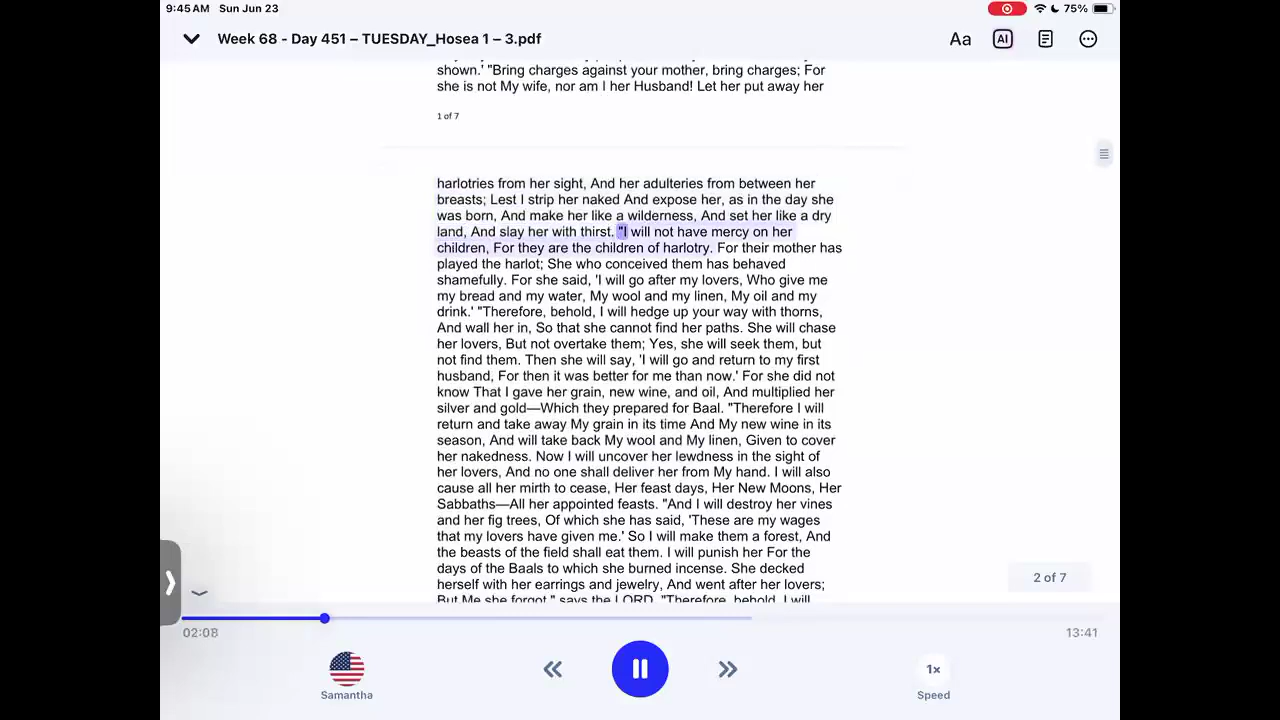 9:45 AM Sun Jun 23
75%
Week 68 - Day 451 – TUESDAY_Hosea 1 – 3.pdf
Aa
AI
shown.' "Bring charges against your mother, bring charges; For
she is not My wife, nor am I her Husband! Let her put away her
1 of 7
harlotries from her sight, And her adulteries from between her
breasts; Lest I strip her naked And expose her, as in the day she
was born, And make her like a wilderness, And set her like a dry
land, And slay her with thirst. "I will not have mercy on her
children, For they are the children of harlotry. For their mother has
played the harlot; She who conceived them has behaved
shamefully. For she said, 'I will go after my lovers, Who give me
my bread and my water, My wool and my linen, My oil and my
drink.' "Therefore, behold, I will hedge up your way with thorns,
And wall her in, So that she cannot find her paths. She will chase
her lovers, But not overtake them; Yes, she will seek them, but
not find them. Then she will say, 'I will go and return to my first
husband, For then it was better for me than now.' For she did not
know That I gave her grain, new wine, and oil, And multiplied her
silver and gold—Which they prepared for Baal. "Therefore I will
return and take away My grain in its time And My new wine in its
season, And will take back My wool and My linen, Given to cover
her nakedness. Now I will uncover her lewdness in the sight of
her lovers, And no one shall deliver her from My hand. I will also
cause all her mirth to cease, Her feast days, Her New Moons, Her
Sabbaths—All her appointed feasts. "And I will destroy her vines
and her fig trees, Of which she has said, 'These are my wages
that my lovers have given me.' So I will make them a forest, And
the beasts of the field shall eat them. I will punish her For the
days of the Baals to which she burned incense. She decked
herself with her earrings and jewelry, And went after her lovers;
But Me she forgot," says the LORD. "Therefore, behold, I will
2 of 7
02:08
13:41
1×
Samantha
Speed